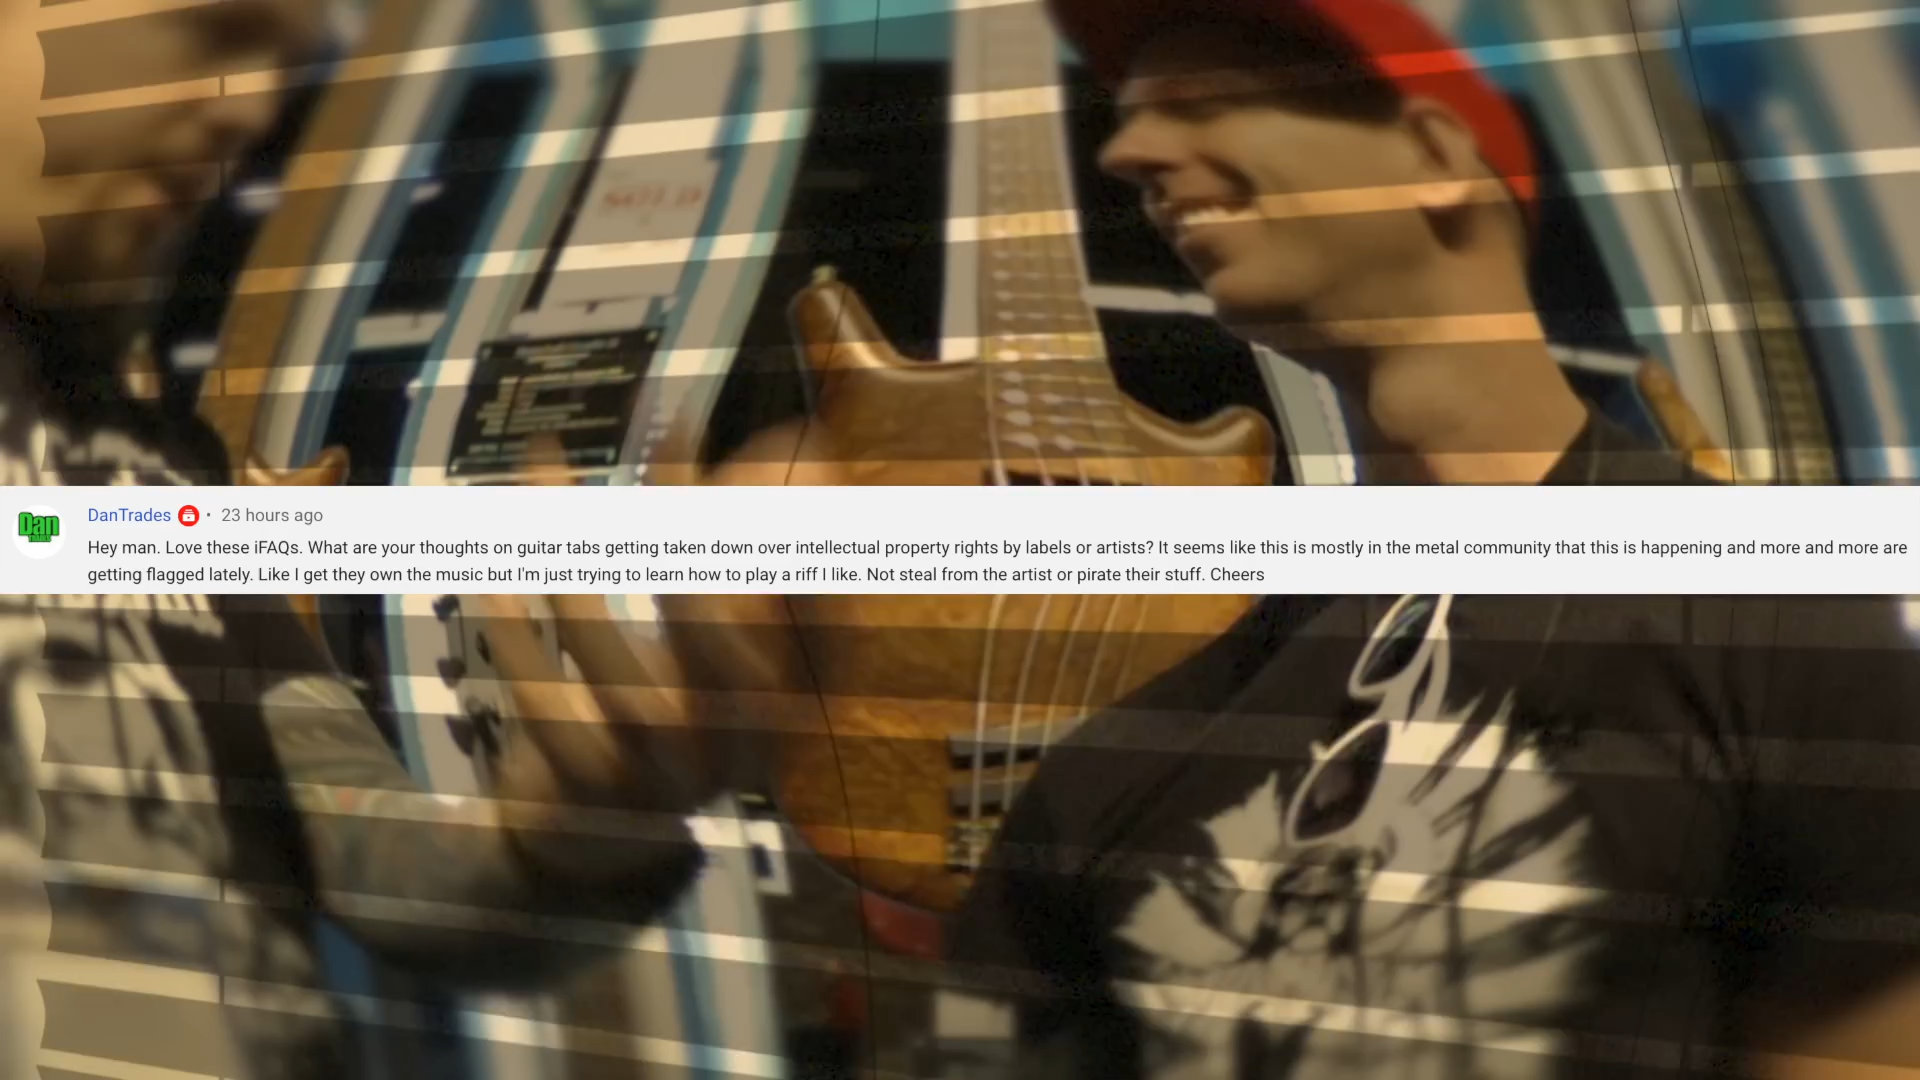 Dan
DanTrades • 23 hours ago
Hey man. Love these iFAQs. What are your thoughts on guitar tabs getting taken down over intellectual property rights by labels or artists? It seems like this is mostly in the metal community that this is happening and more and more are
getting flagged lately. Like I get they own the music but I'm just trying to learn how to play a riff I like. Not steal from the artist or pirate their stuff. Cheers